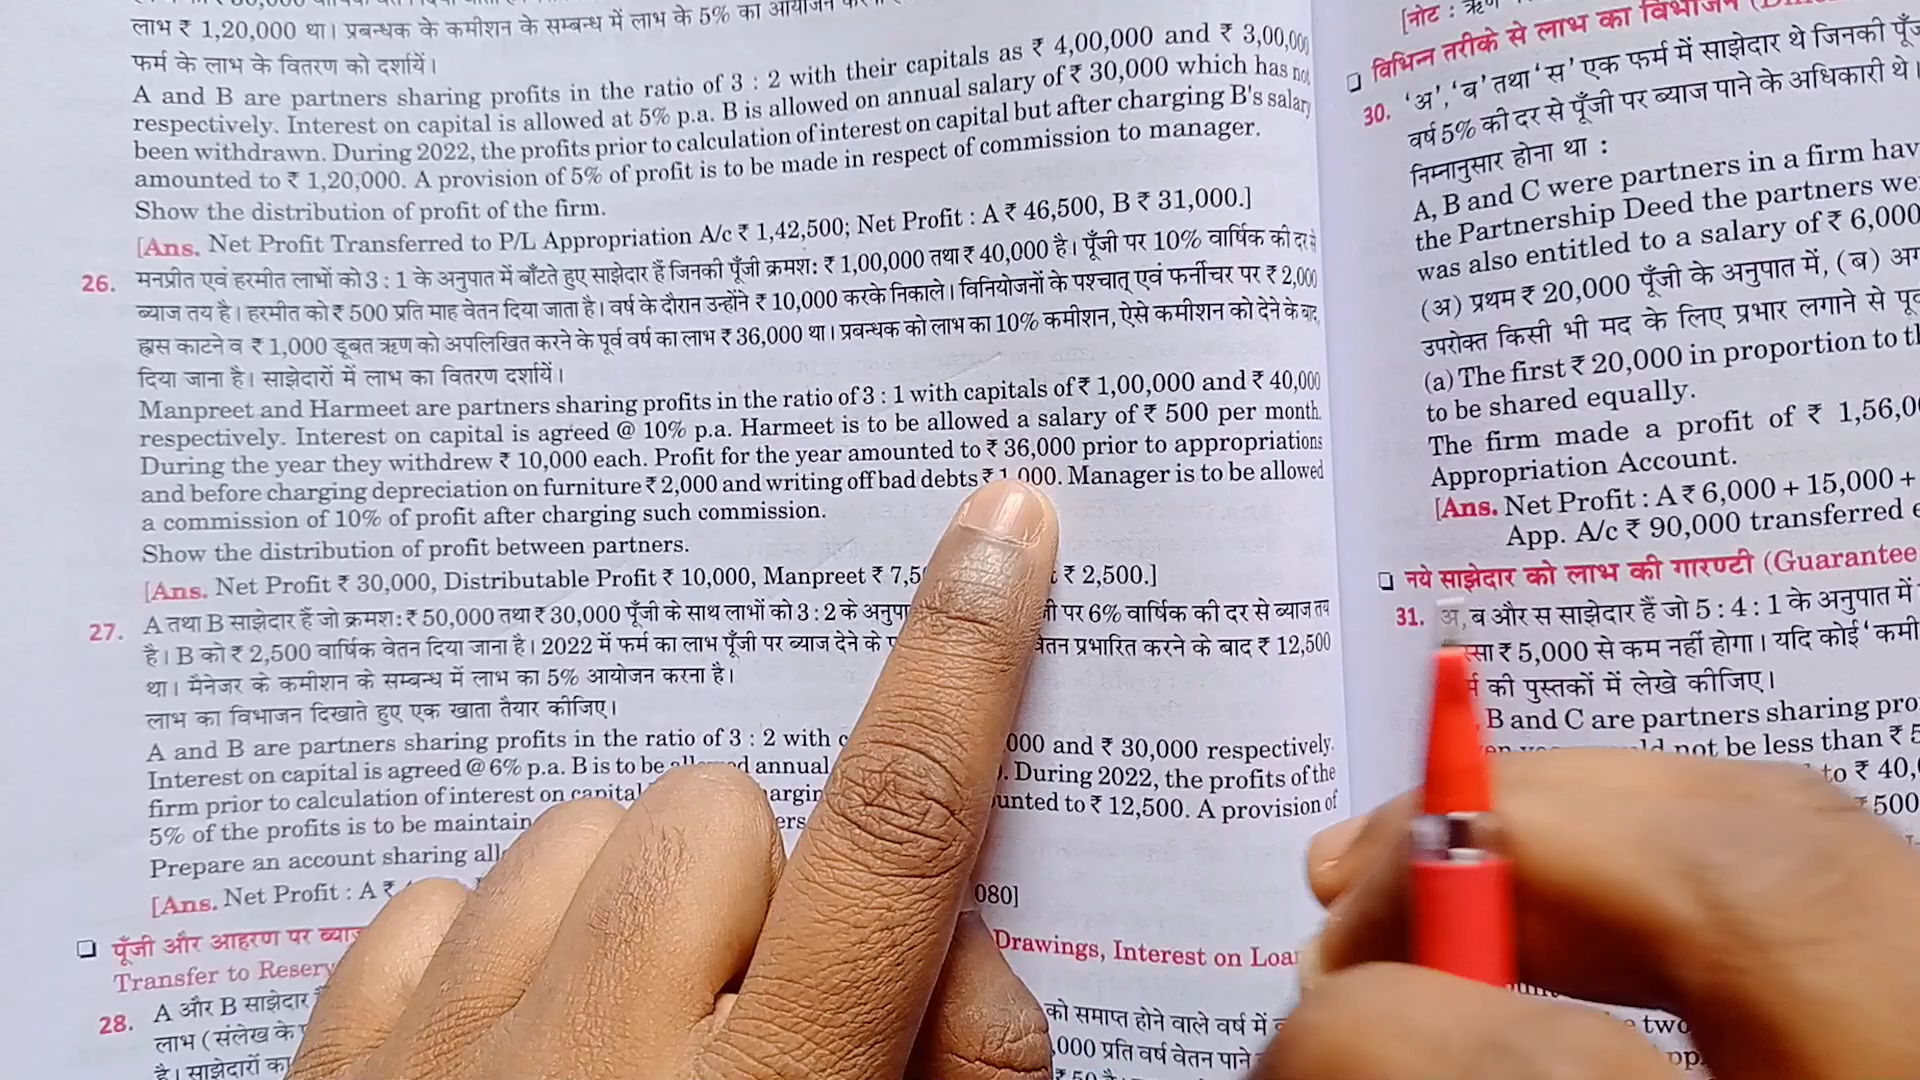 लाभ ₹ 1,20,000 था। प्रबन्धक के कमीशन के सम्बन्ध में लाभ के 5% का आयोजन
फर्म के लाभ के वितरण को दर्शायें।
A and B are partners sharing profits in the ratio of 3 : 2 with their capitals as ₹ 4,00,000 and ₹ 3,00,000
respectively. Interest on capital is allowed at 5% p.a. B is allowed on annual salary of ₹ 30,000 which has not
been withdrawn. During 2022, the profits prior to calculation of interest on capital but after charging B's salary
amounted to ₹ 1,20,000. A provision of 5% of profit is to be made in respect of commission to manager.
Show the distribution of profit of the firm.
[Ans. Net Profit Transferred to P/L Appropriation A/c ₹ 1,42,500; Net Profit : A ₹ 46,500, B ₹ 31,000.]
26. मनप्रीत एवं हरमीत लाभों को 3 : 1 के अनुपात में बाँटते हुए साझेदार हैं जिनकी पूँजी क्रमश: ₹ 1,00,000 तथा ₹ 40,000 है। पूँजी पर 10% वार्षिक की दर से
ब्याज तय है। हरमीत को ₹ 500 प्रति माह वेतन दिया जाता है। वर्ष के दौरान उन्होंने ₹ 10,000 करके निकाले। विनियोजनों के पश्चात् एवं फर्नीचर पर ₹ 2,000
ह्रास काटने व ₹ 1,000 डूबत ऋण को अपलिखित करने के पूर्व वर्ष का लाभ ₹ 36,000 था। प्रबन्धक को लाभ का 10% कमीशन, ऐसे कमीशन को देने के बाद,
दिया जाना है। साझेदारों में लाभ का वितरण दर्शायें।
Manpreet and Harmeet are partners sharing profits in the ratio of 3 : 1 with capitals of ₹ 1,00,000 and ₹ 40,000
respectively. Interest on capital is agreed @ 10% p.a. Harmeet is to be allowed a salary of ₹ 500 per month.
During the year they withdrew ₹ 10,000 each. Profit for the year amounted to ₹ 36,000 prior to appropriations
and before charging depreciation on furniture ₹ 2,000 and writing off bad debts ₹ 1,000. Manager is to be allowed
a commission of 10% of profit after charging such commission.
Show the distribution of profit between partners.
[Ans. Net Profit ₹ 30,000, Distributable Profit ₹ 10,000, Manpreet ₹ ₹ 2,500.]
27. A तथा B साझेदार हैं जो क्रमश: ₹ 50,000 तथा ₹ 30,000 पूँजी के साथ लाभों को 3 : 2 के पर 6% वार्षिक की दर से ब्याज तय
है। B को ₹ 2,500 वार्षिक वेतन दिया जाना है। 2022 में फर्म का लाभ पूँजी पर ब्याज देने के वेतन प्रभारित करने के बाद ₹ 12,500
था। मैनेजर के कमीशन के सम्बन्ध में लाभ का 5% आयोजन करना है।
लाभ का विभाजन दिखाते हुए एक खाता तैयार कीजिए।
A and B are partners sharing profits in the ratio of 3 : 2 with 000 and ₹ 30,000 respectively.
Interest on capital is agreed @ 6% p.a. B is to be annual . During 2022, the profits of the
firm prior to calculation of interest on capital amounted to ₹ 12,500. A provision of
5% of the profits is to be
Prepare an account sharing
[Ans. Net Profit : A ₹ 080]
पूँजी और आहरण पर ब्याज Drawings, Interest on
Transfer to
28. A और B साझेदार को समाप्त होने वाले वर्ष में
लाभ (संलेख के ,000 प्रति वर्ष वेतन पाने
है। साझेदारों का
[नोट : ऋण
विभिन्न तरीके से लाभ का विभाजन
30. 'अ', 'ब' तथा 'स' एक फर्म में साझेदार थे जिनकी
वर्ष 5% की दर से पूँजी पर ब्याज पाने के अधिकारी थे।
निम्नानुसार होना था :
A, B and C were partners in a firm
the Partnership Deed the partners
was also entitled to a salary of ₹ 6,000
(अ) प्रथम ₹ 20,000 पूँजी के अनुपात में, (ब)
उपरोक्त किसी भी मद के लिए प्रभार लगाने से
(a) The first ₹ 20,000 in proportion to
to be shared equally.
The firm made a profit of ₹
Appropriation Account.
[Ans. Net Profit : A ₹ 6,000 + 15,000 +
App. A/c ₹ 90,000 transferred
नये साझेदार को लाभ की गारण्टी (Guarantee
31. अ, ब और स साझेदार हैं जो 5 : 4 : 1 के अनुपात में
₹ 5,000 से कम नहीं होगा। यदि कोई
की पुस्तकों में लेखे कीजिए।
B and C are partners sharing
not be less than ₹
to ₹ 40,
₹ 500
two